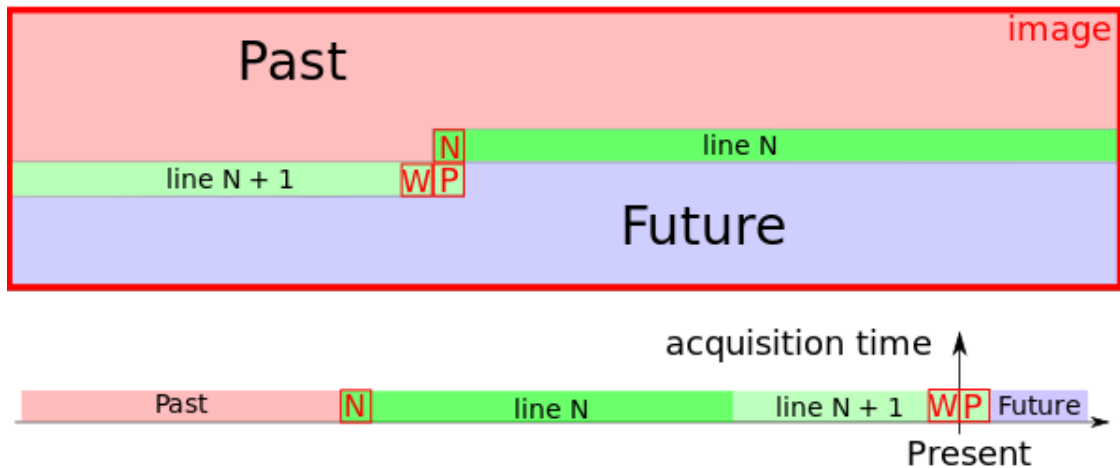 image
Past
N line N
line N + 1 W P
Future
acquisition time
Past N line N line N + 1 W P Future
Present